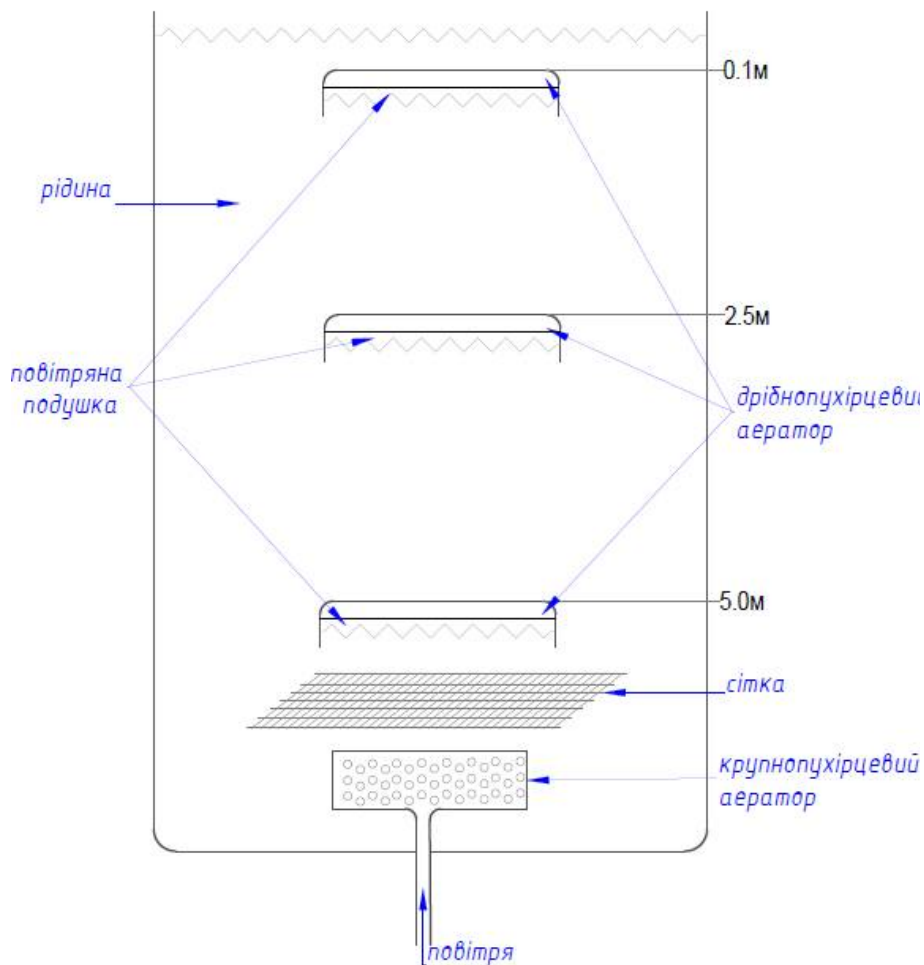 0.1м
рідина
2.5м
повітряна
подушка
дрібнопухірцевий
аератор
5.0м
сітка
крупнопухірцевий
аератор
повітря